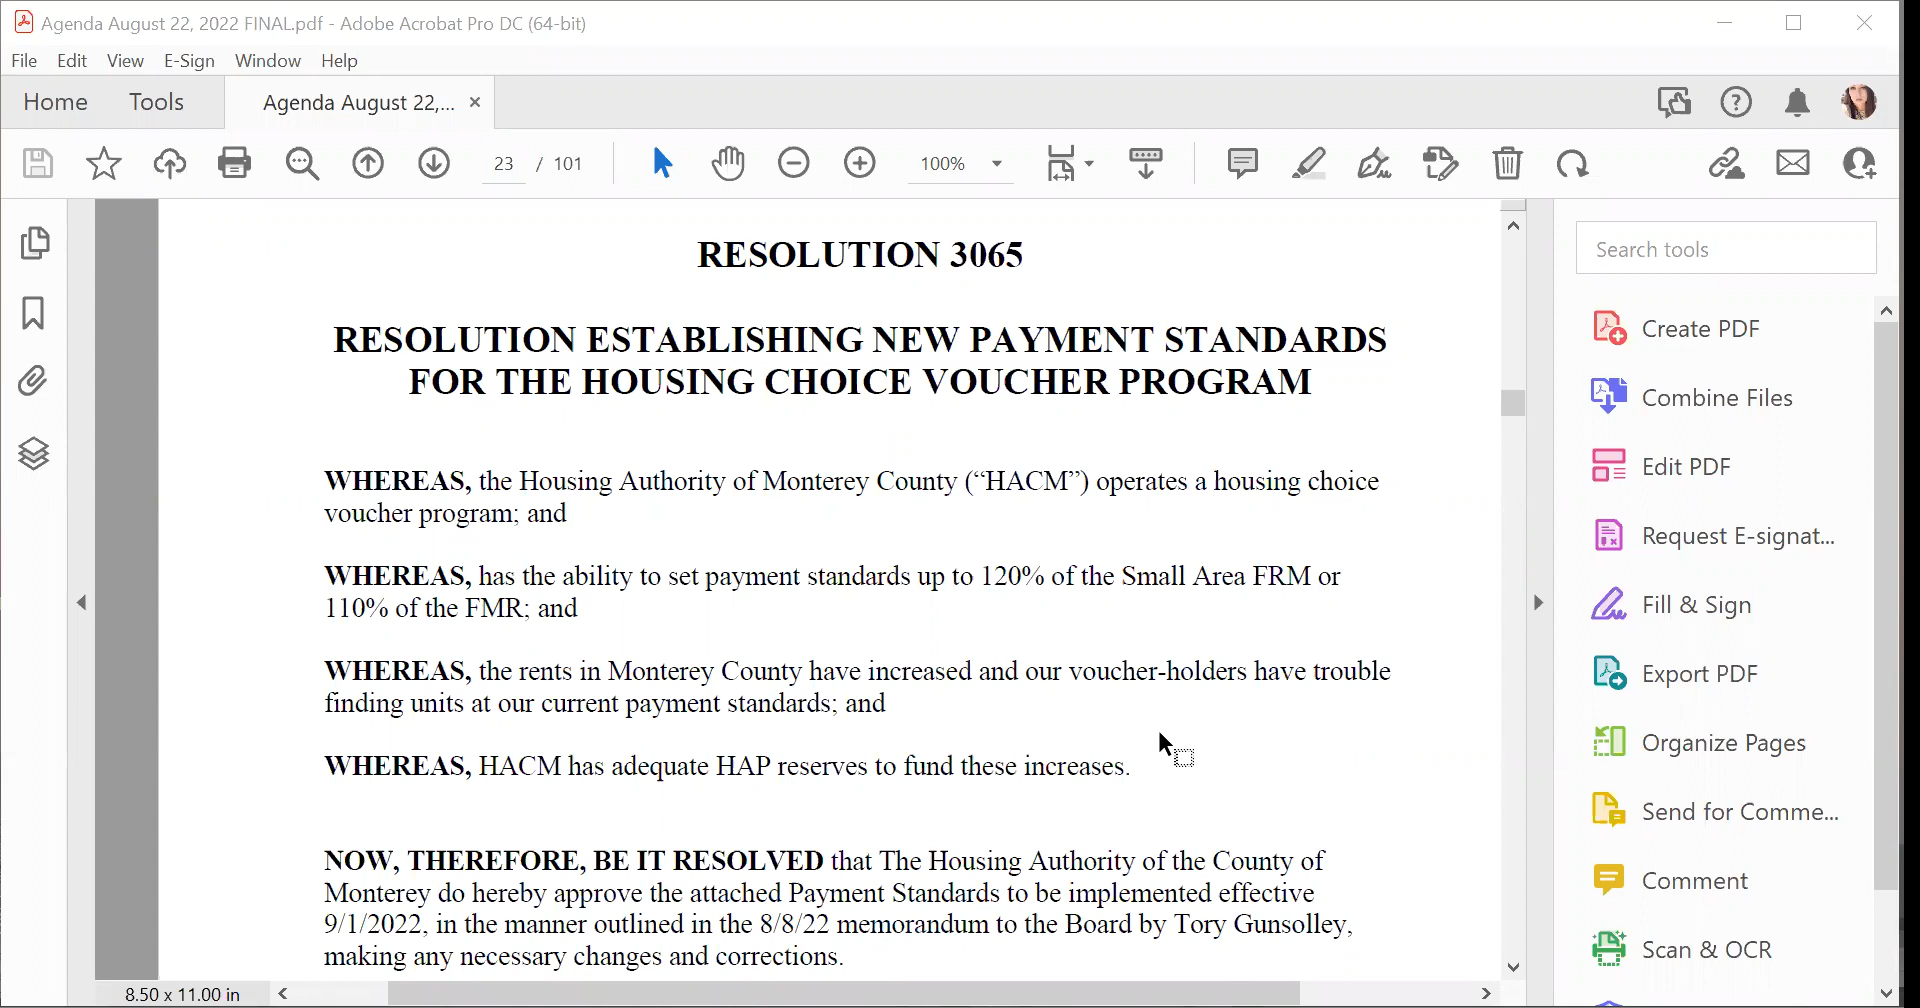 Agenda August 22, 2022 FINAL.pdf - Adobe Acrobat Pro DC (64-bit)
File Edit View E-Sign Window Help
Home Tools Agenda August 22,... ×
23 / 101 100%
Search tools
Create PDF
Combine Files
Edit PDF
Request E-signat...
Fill & Sign
Export PDF
Organize Pages
Send for Comme...
Comment
Scan & OCR
RESOLUTION 3065
RESOLUTION ESTABLISHING NEW PAYMENT STANDARDS
FOR THE HOUSING CHOICE VOUCHER PROGRAM
WHEREAS, the Housing Authority of Monterey County (“HACM”) operates a housing choice
voucher program; and
WHEREAS, has the ability to set payment standards up to 120% of the Small Area FRM or
110% of the FMR; and
WHEREAS, the rents in Monterey County have increased and our voucher-holders have trouble
finding units at our current payment standards; and
WHEREAS, HACM has adequate HAP reserves to fund these increases.
NOW, THEREFORE, BE IT RESOLVED that The Housing Authority of the County of
Monterey do hereby approve the attached Payment Standards to be implemented effective
9/1/2022, in the manner outlined in the 8/8/22 memorandum to the Board by Tory Gunsolley,
making any necessary changes and corrections.
8.50 x 11.00 in